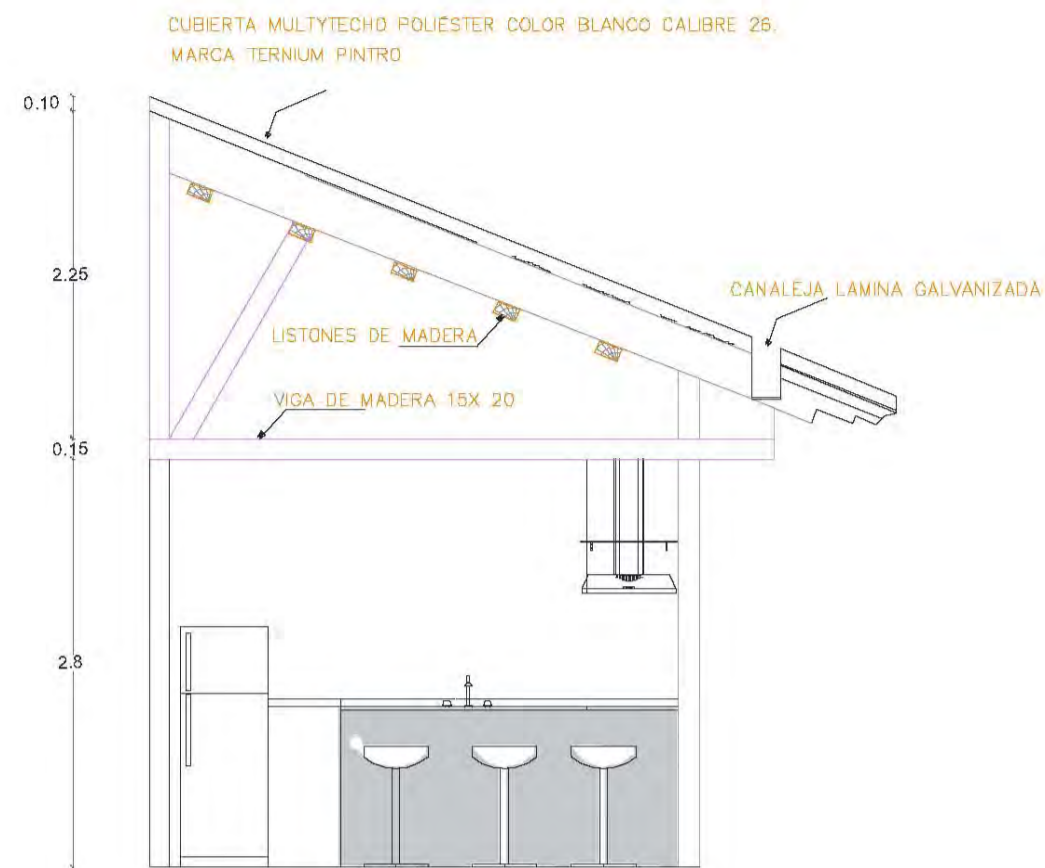 CUBIERTA MULTYTECHO POLIÉSTER COLOR BLANCO CALIBRE 26.
MARCA TERNIUM PINTRO
0.10
2.25
CANALEJA LAMINA GALVANIZADA
LISTONES DE MADERA
VIGA DE MADERA 15X 20
0.15
2.8